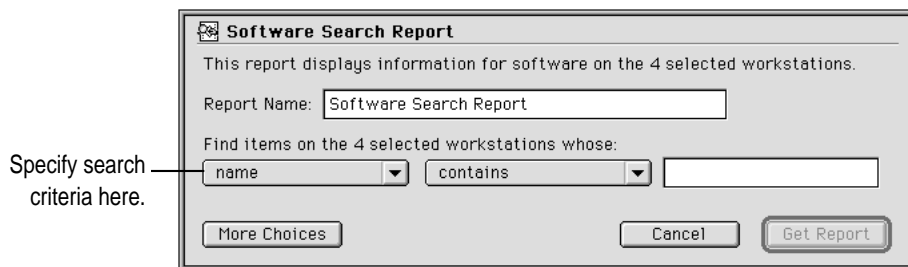 Software Search Report
This report displays information for software on the 4 selected workstations.
Report Name: Software Search Report
Find items on the 4 selected workstations whose:
Specify search
criteria here.
name contains
More Choices Cancel Get Report